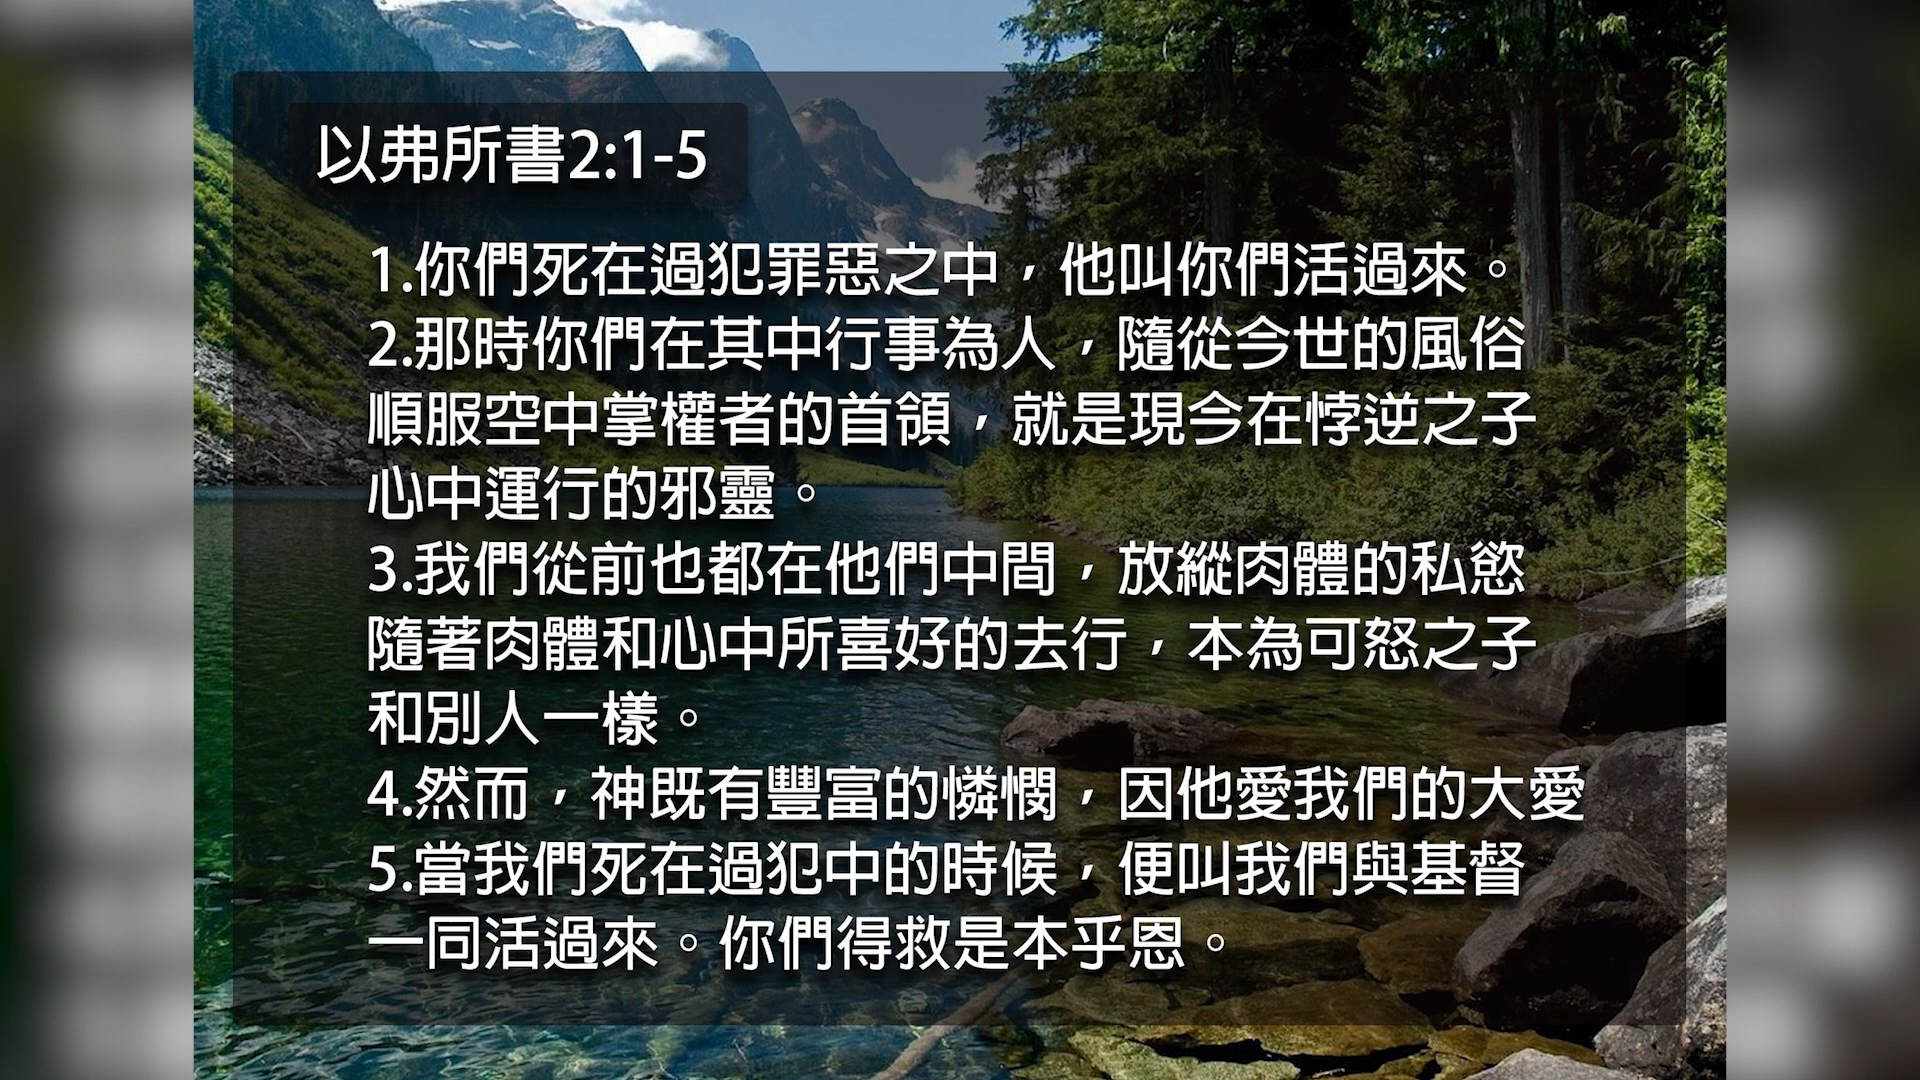 以弗所書2:1-5
1.你們死在過犯罪惡之中，他叫你們活過來。
2.那時你們在其中行事為人，隨從今世的風俗
順服空中掌權者的首領，就是現今在悖逆之子
心中運行的邪靈。
3.我們從前也都在他們中間，放縱肉體的私慾
隨著肉體和心中所喜好的去行，本為可怒之子
和別人一樣。
4.然而，神既有豐富的憐憫，因他愛我們的大愛
5.當我們死在過犯中的時候，便叫我們與基督
一同活過來。你們得救是本乎恩。